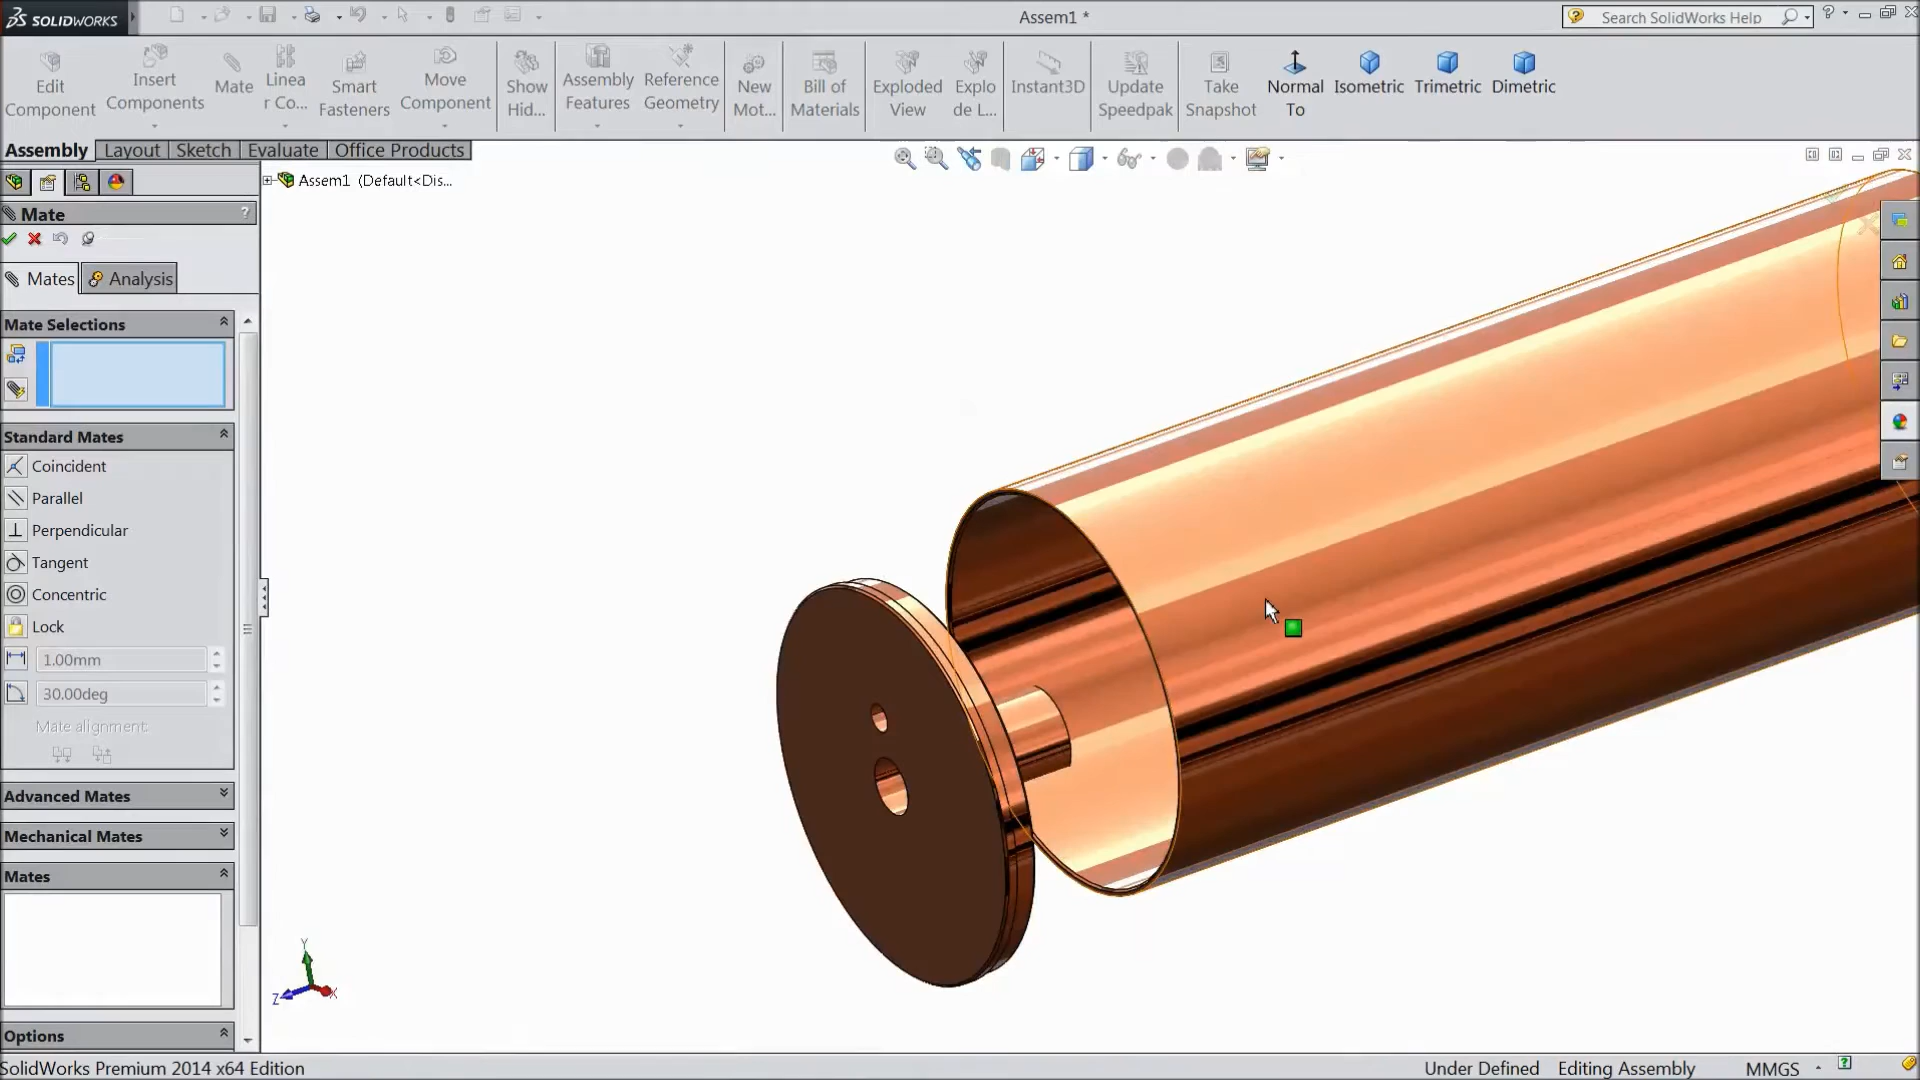 SOLIDWORKS
Assem1 *
Search SolidWorks Help
Edit Component
Insert Components
Mate
Linea r Co...
Smart Fasteners
Move Component
Show Hid...
Assembly Features
Reference Geometry
New Mot...
Bill of Materials
Exploded View
Explo de L...
Instant3D
Update Speedpak
Take Snapshot
Normal To
Isometric
Trimetric
Dimetric
Assembly
Layout
Sketch
Evaluate
Office Products
Assem1 (Default<Dis...
Mate
?
Mates
Analysis
Mate Selections
Standard Mates
Coincident
Parallel
Perpendicular
Tangent
Concentric
Lock
1.00mm
30.00deg
Mate alignment:
Advanced Mates
Mechanical Mates
Mates
Options
Y
Z
X
SolidWorks Premium 2014 x64 Edition
Under Defined
Editing Assembly
MMGS